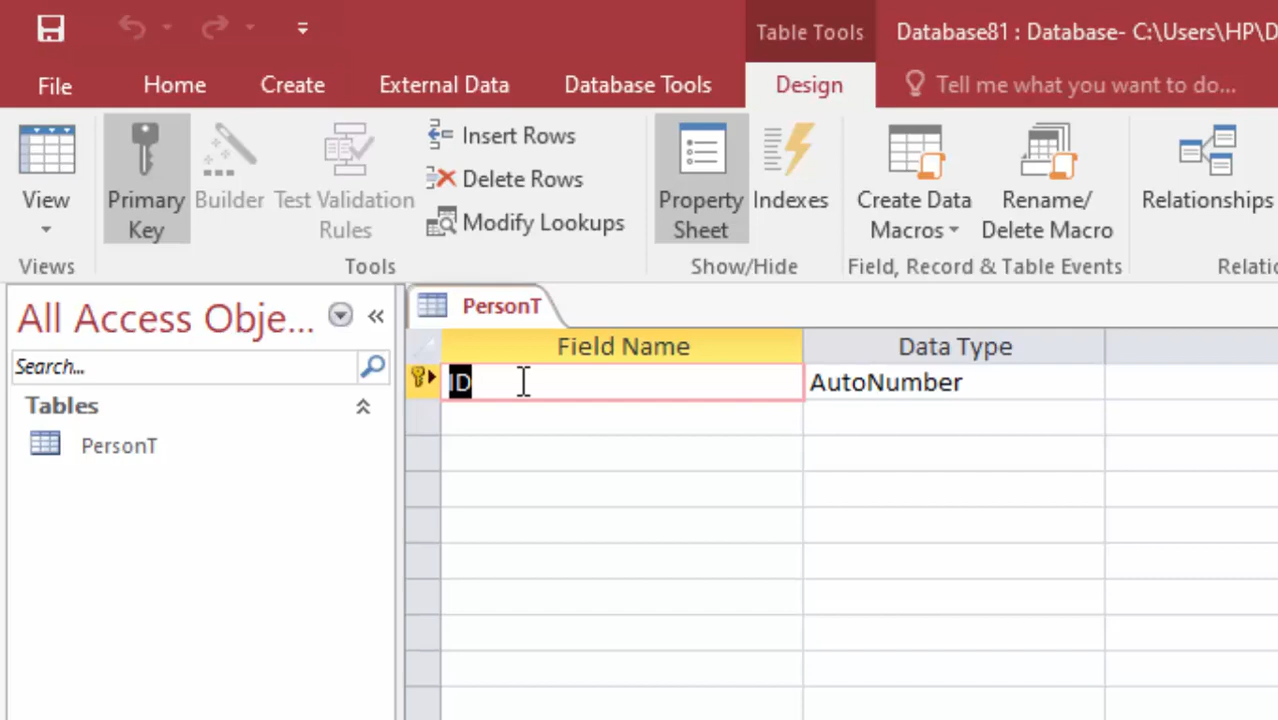 Table Tools
Database81 : Database- C:\Users\HP\D
File
Home
Create
External Data
Database Tools
Design
Tell me what you want to do...
View
Primary Key
Builder
Test Validation Rules
Insert Rows
Delete Rows
Modify Lookups
Property Sheet
Indexes
Create Data Macros
Rename/ Delete Macro
Relationships
Views
Tools
Show/Hide
Field, Record & Table Events
Relatio
All Access Obje...
Search...
Tables
PersonT
PersonT
Field Name
Data Type
ID
AutoNumber